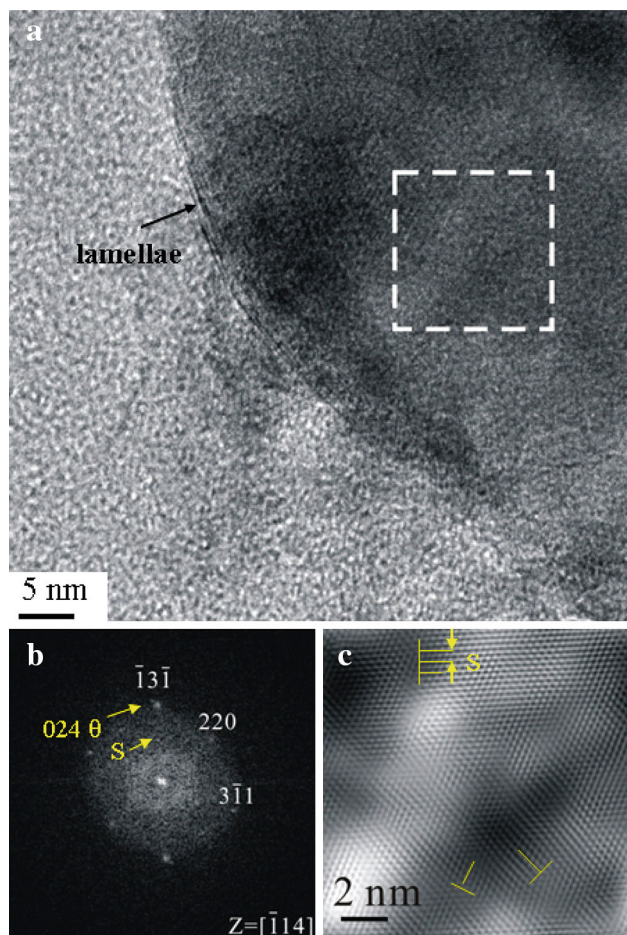 a
lamellae
5 nm
b
1̄31̄
024 θ
220
S
31̄1
Z=[1̄14]
c
S
2 nm